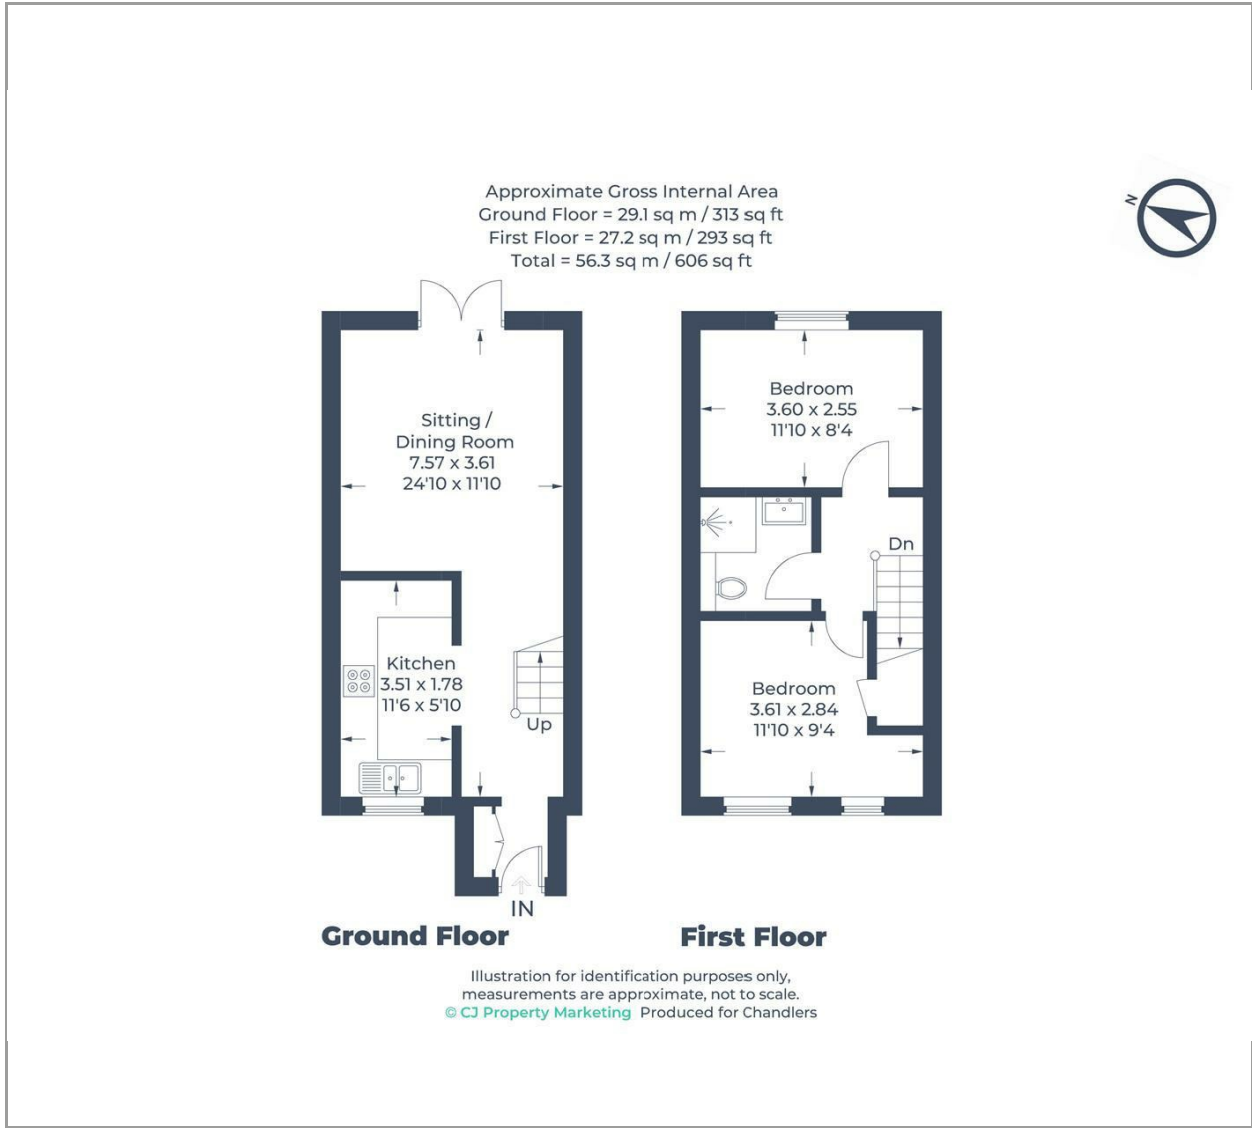 Approximate Gross Internal Area
Ground Floor = 29.1 sq m / 313 sq ft
First Floor = 27.2 sq m / 293 sq ft
Total = 56.3 sq m / 606 sq ft
N
Sitting /
Dining Room
7.57 x 3.61
24'10 x 11'10
Kitchen
3.51 x 1.78
11'6 x 5'10
Up
IN
Ground Floor
Bedroom
3.60 x 2.55
11'10 x 8'4
Dn
Bedroom
3.61 x 2.84
11'10 x 9'4
First Floor
Illustration for identification purposes only,
measurements are approximate, not to scale.
© CJ Property Marketing Produced for Chandlers